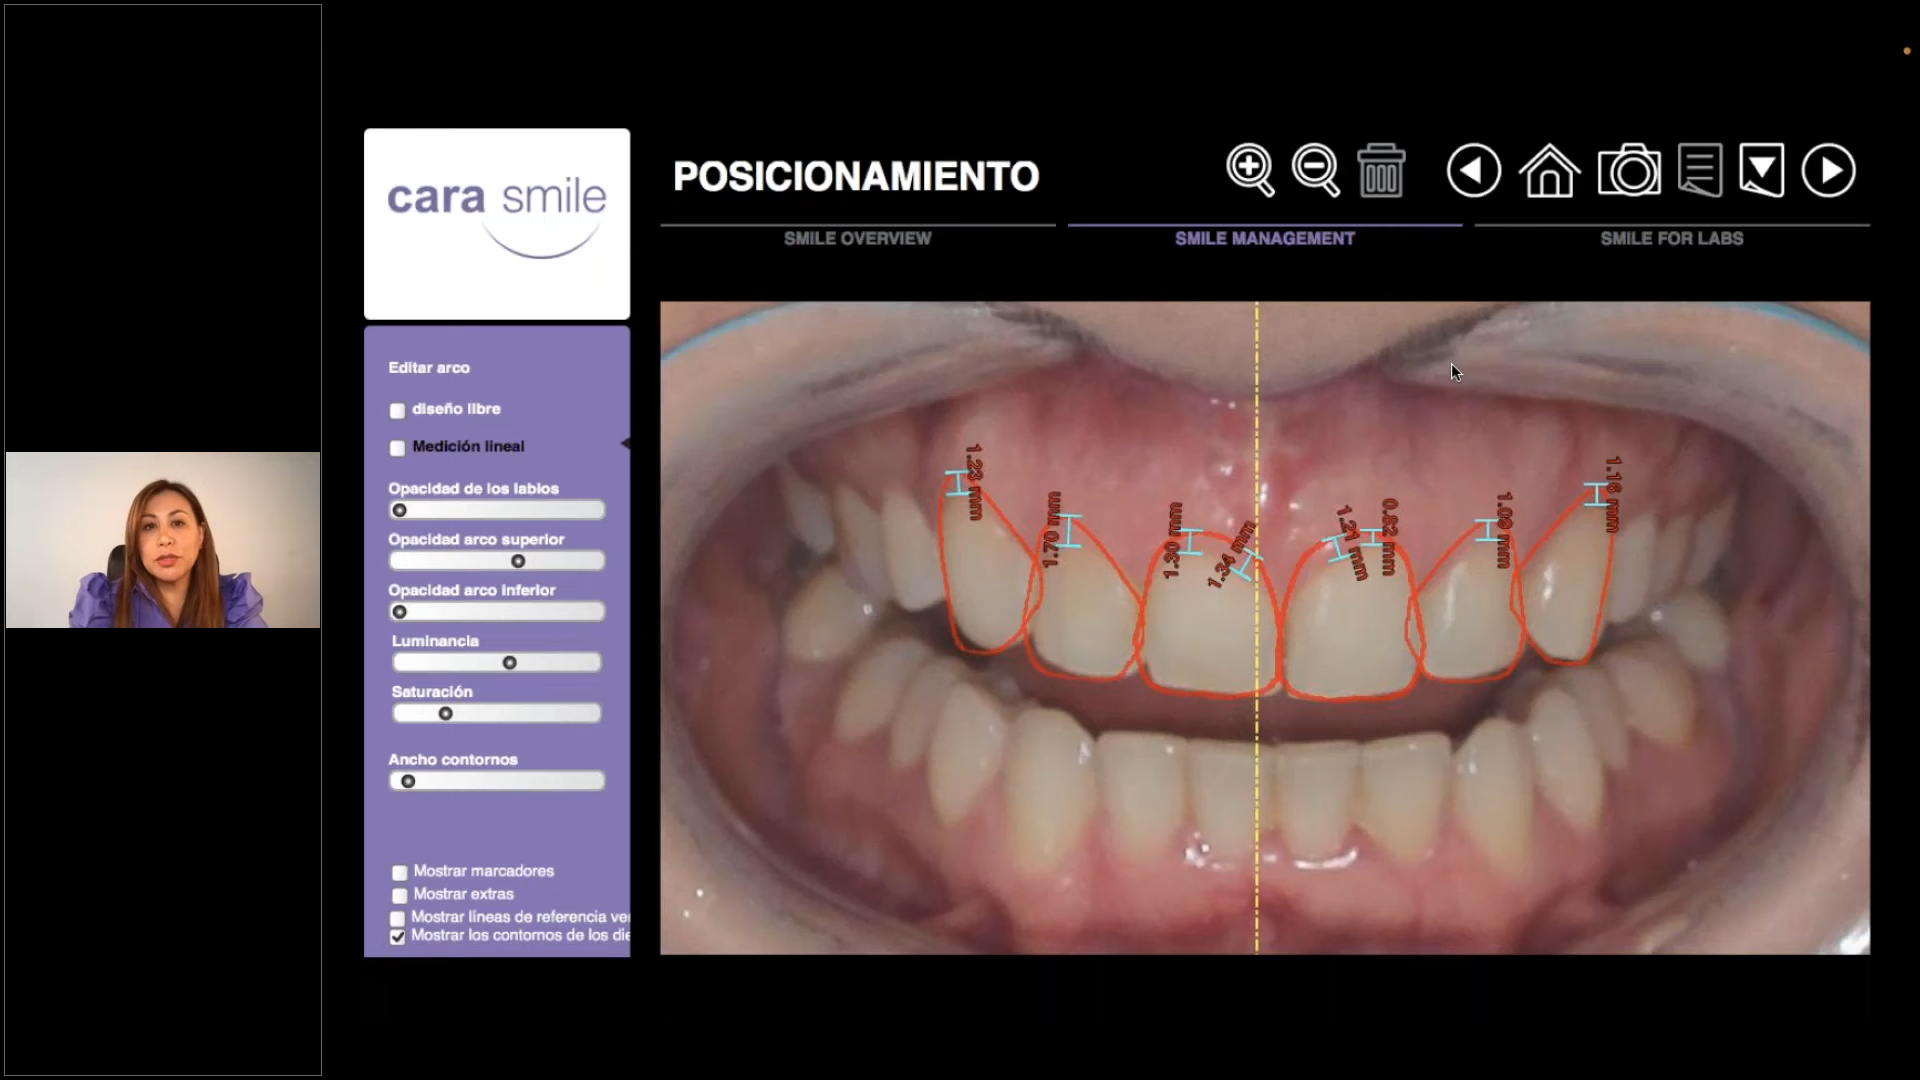 cara smile
POSICIONAMIENTO
SMILE OVERVIEW
SMILE MANAGEMENT
SMILE FOR LABS
Editar arco
diseño libre
Medición lineal
Opacidad de los labios
Opacidad arco superior
Opacidad arco inferior
Luminancia
Saturación
Ancho contornos
Mostrar marcadores
Mostrar extras
Mostrar líneas de referencia ver
Mostrar los contornos de los die
1.23 mm
1.70 mm
1.30 mm
1.34 mm
1.21 mm
0.82 mm
1.09 mm
1.16 mm